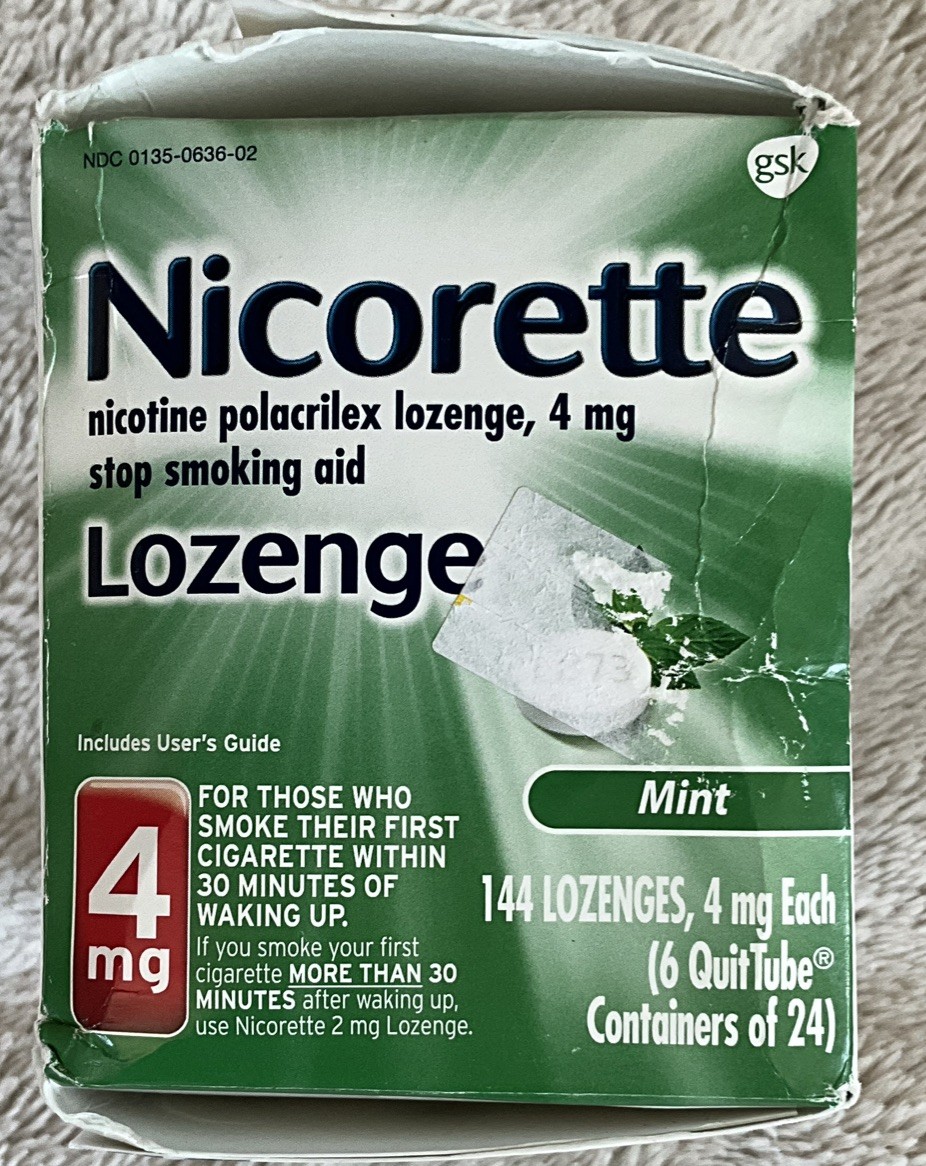 NDC 0135-0636-02
gsk
Nicorette
nicotine polacrilex lozenge, 4 mg
stop smoking aid
Lozenge
273
Includes User's Guide
4
mg
FOR THOSE WHO
SMOKE THEIR FIRST
CIGARETTE WITHIN
30 MINUTES OF
WAKING UP.
If you smoke your first
cigarette MORE THAN 30
MINUTES after waking up,
use Nicorette 2 mg Lozenge.
Mint
144 LOZENGES, 4 mg Each
(6 QuitTube®
Containers of 24)